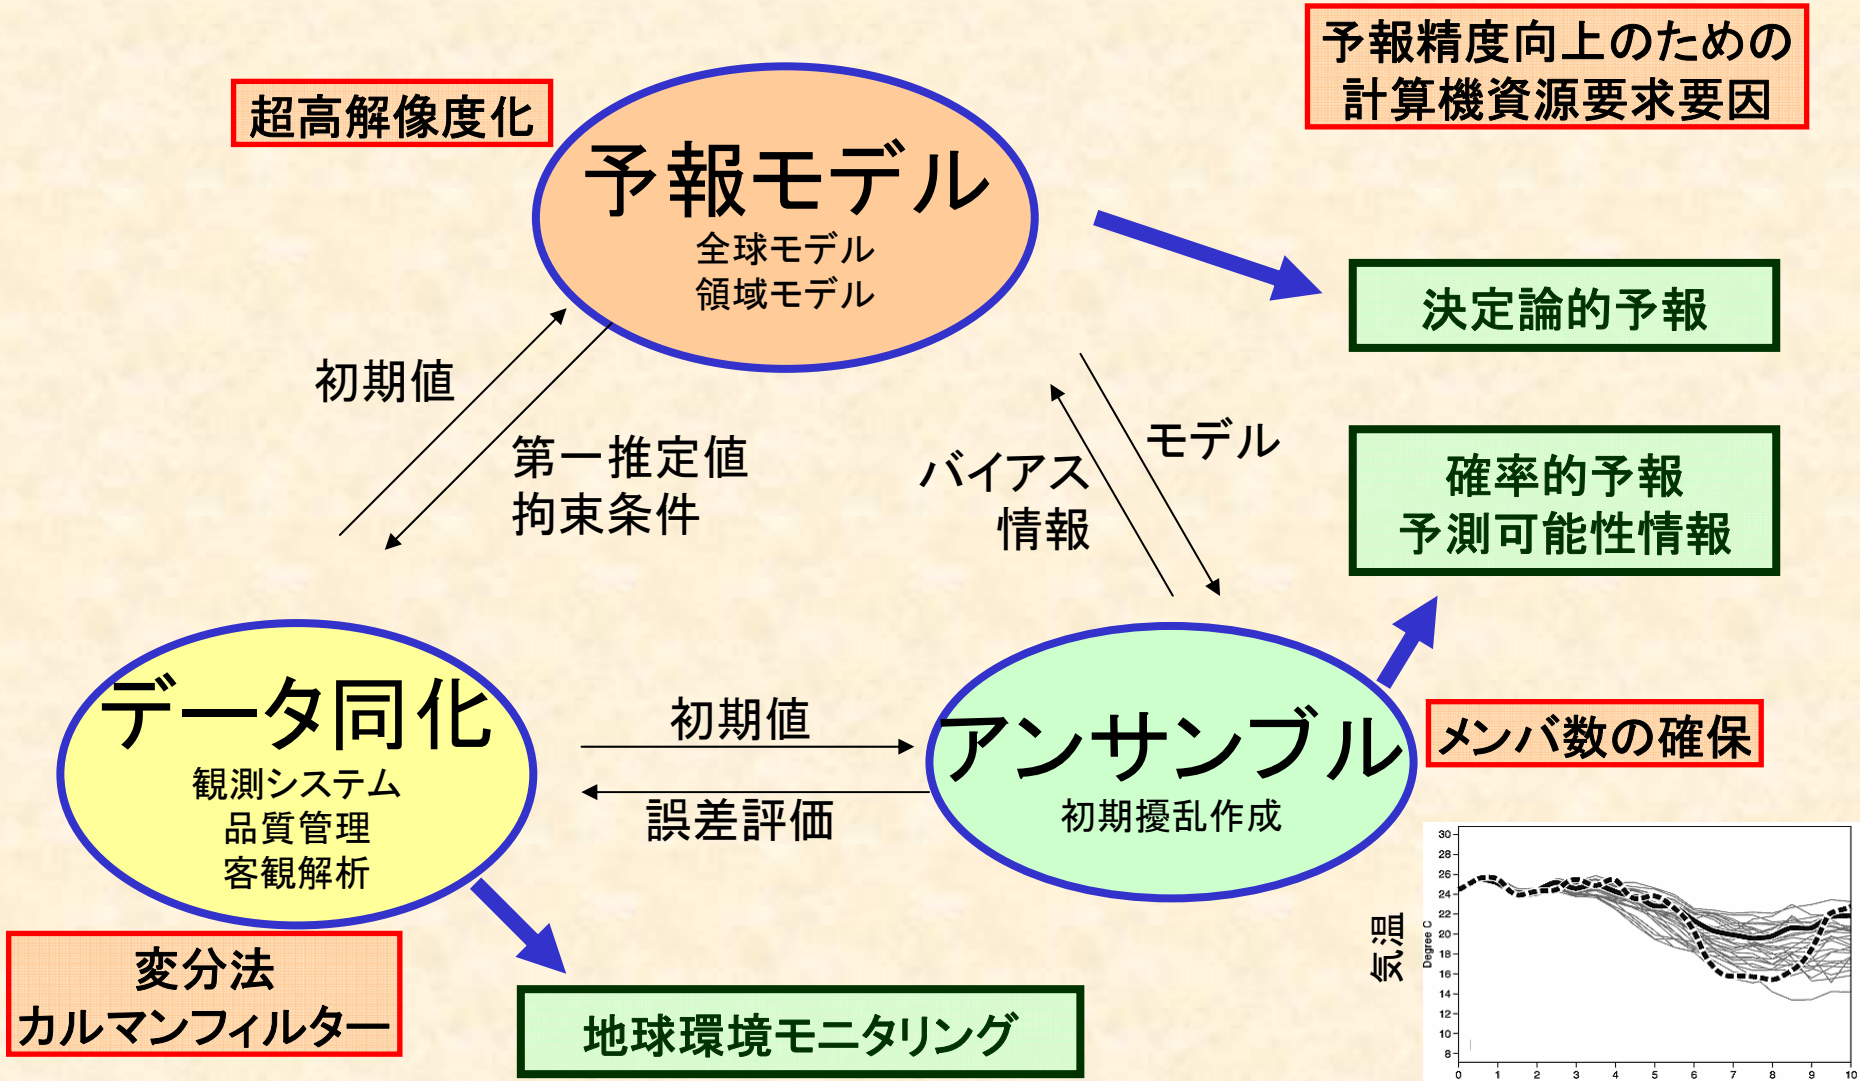 予報精度向上のための
計算機資源要求要因
超高解像度化
予報モデル
全球モデル
領域モデル
決定論的予報
初期値
第一推定値
拘束条件
モデル
バイアス
情報
確率的予報
予測可能性情報
データ同化
観測システム
品質管理
客観解析
初期値
誤差評価
アンサンブル
初期擾乱作成
メンバ数の確保
変分法
カルマンフィルター
地球環境モニタリング
気温
Degree C
30
28
26
24
22
20
18
16
14
12
10
8
0 1 2 3 4 5 6 7 8 9 10